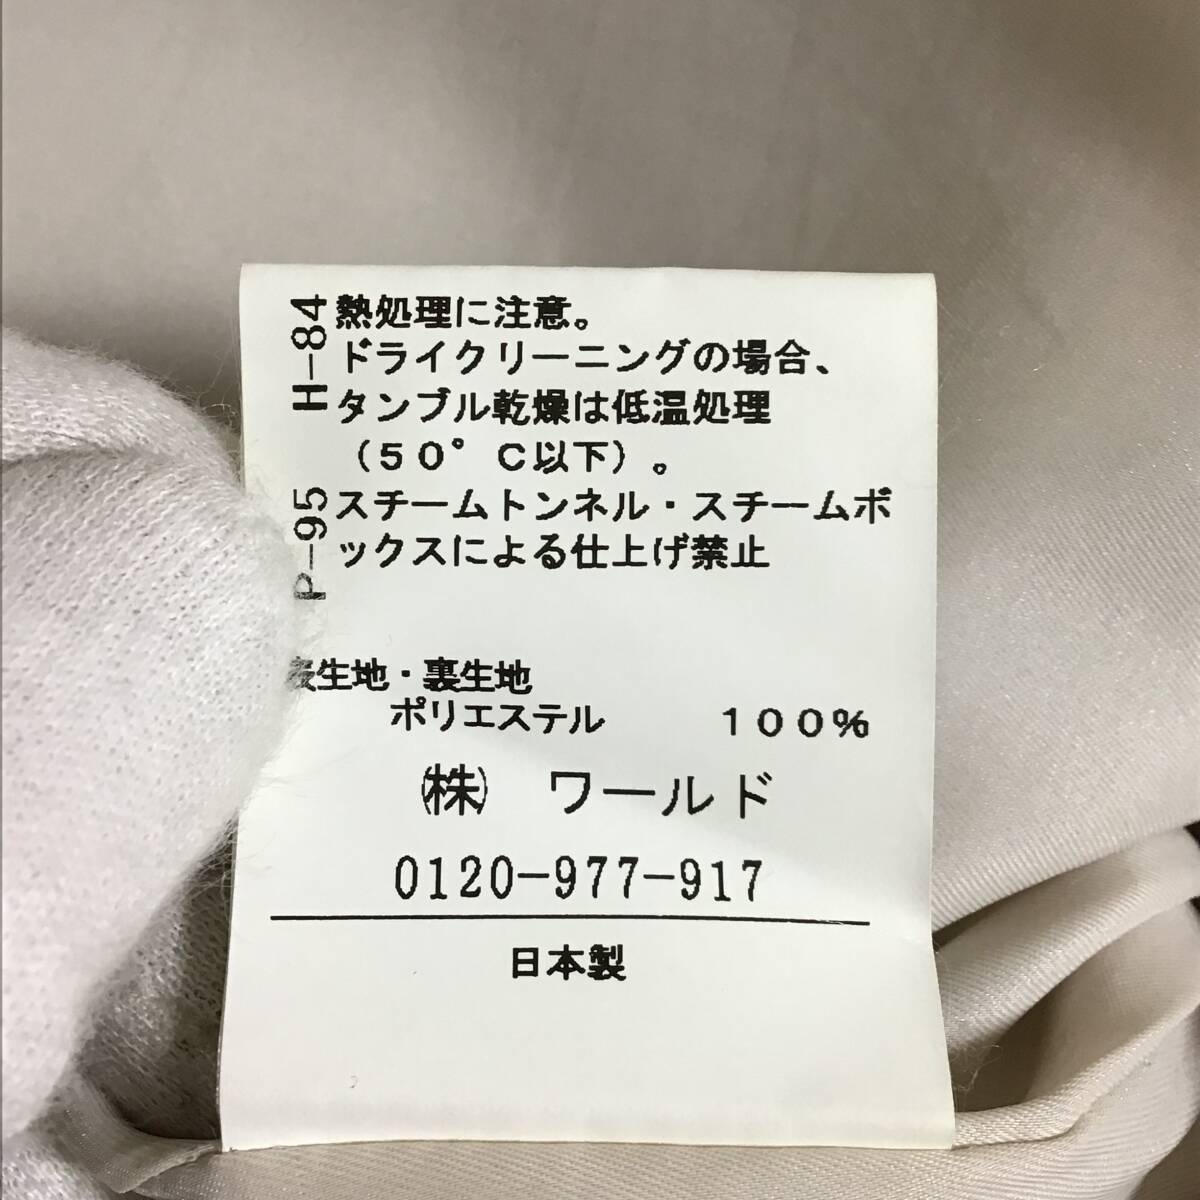 H-84
P-95
熱処理に注意。
ドライクリーニングの場合、
タンブル乾燥は低温処理
(50°C以下)。
スチームトンネル・スチームボ
ックスによる仕上げ禁止
表生地・裏生地
ポリエステル 100%
㈱ ワールド
0120-977-917
日本製